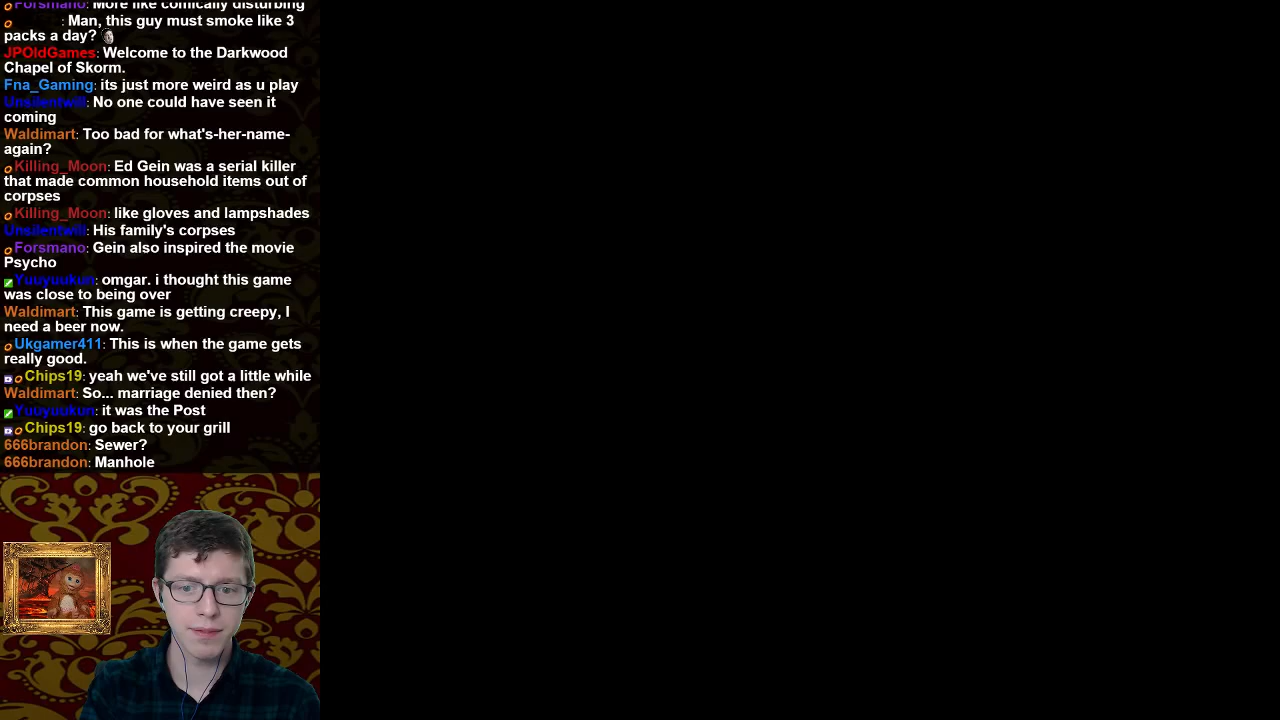 Forsmano: More like comically disturbing
: Man, this guy must smoke like 3
packs a day?
JPOldGames: Welcome to the Darkwood
Chapel of Skorm.
Fna_Gaming: its just more weird as u play
Unsilentwill: No one could have seen it
coming
Waldimart: Too bad for what's-her-name-
again?
Killing_Moon: Ed Gein was a serial killer
that made common household items out of
corpses
Killing_Moon: like gloves and lampshades
Unsilentwill: His family's corpses
Forsmano: Gein also inspired the movie
Psycho
Yuuyuukun: omgar. i thought this game
was close to being over
Waldimart: This game is getting creepy, I
need a beer now.
Ukgamer411: This is when the game gets
really good.
Chips19: yeah we've still got a little while
Waldimart: So... marriage denied then?
Yuuyuukun: it was the Post
Chips19: go back to your grill
666brandon: Sewer?
666brandon: Manhole